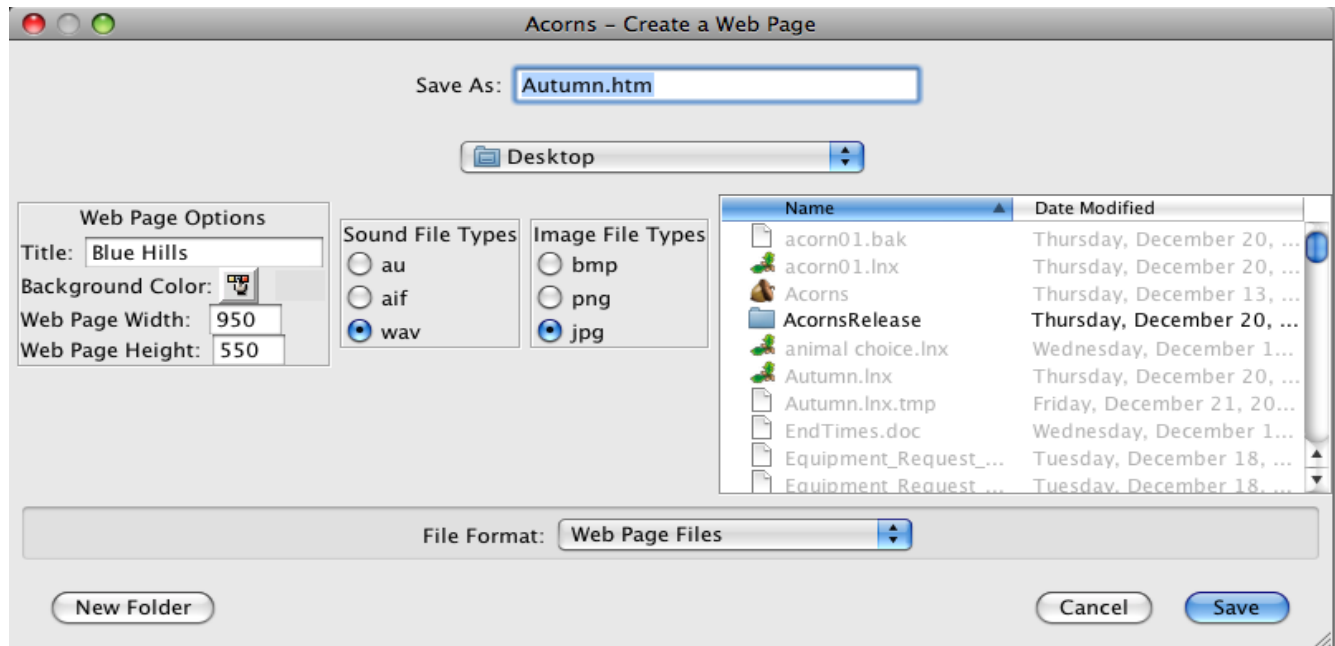 Acorns – Create a Web Page
Save As: Autumn.htm
Desktop
Web Page Options
Title: Blue Hills
Background Color:
Web Page Width: 950
Web Page Height: 550
Sound File Types
au
aif
wav
Image File Types
bmp
png
jpg
Name Date Modified
acorn01.bak Thursday, December 20, ...
acorn01.lnx Thursday, December 20, ...
Acorns Thursday, December 13, ...
AcornsRelease Thursday, December 20, ...
animal choice.lnx Wednesday, December 1...
Autumn.lnx Thursday, December 20, ...
Autumn.lnx.tmp Friday, December 21, 20...
EndTimes.doc Wednesday, December 1...
Equipment_Request_... Tuesday, December 18, ...
Equipment_Request_... Tuesday, December 18, ...
File Format: Web Page Files
New Folder Cancel Save